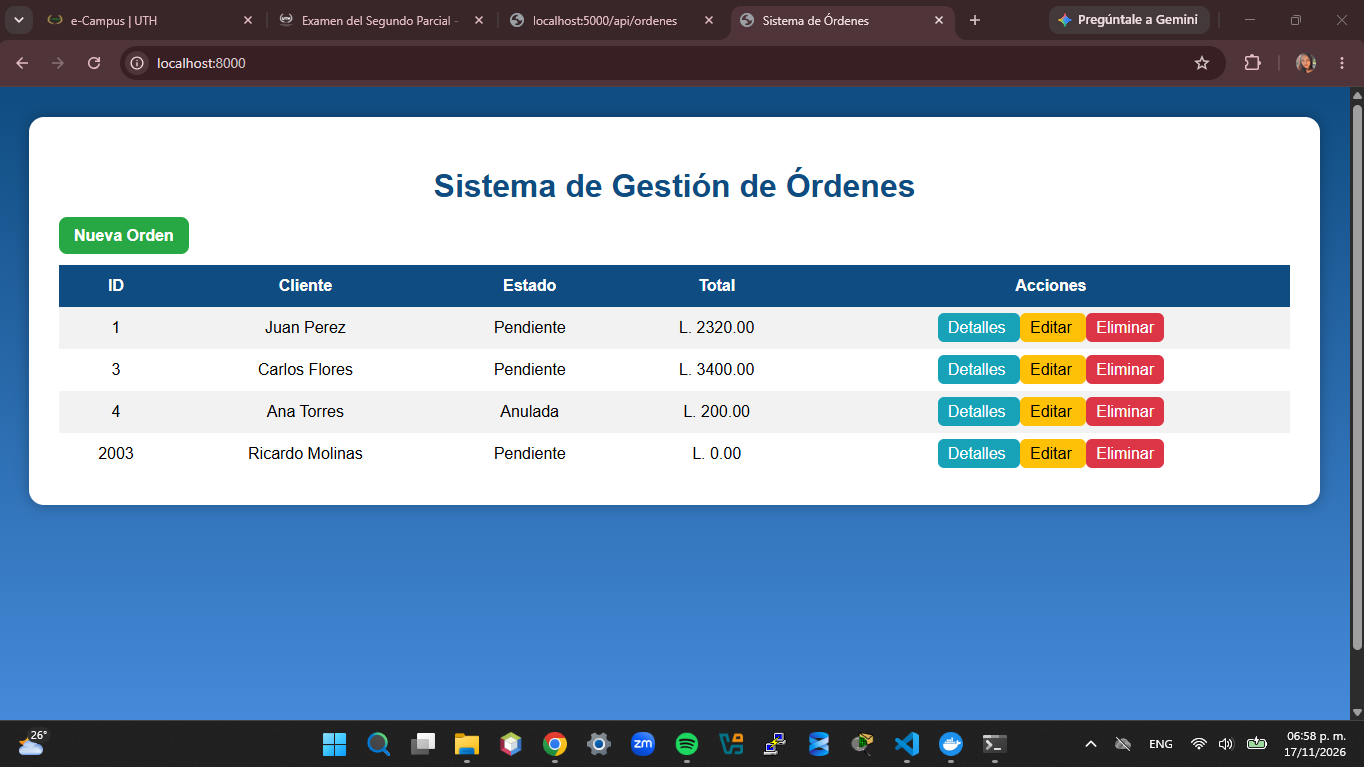 e-Campus | UTH
Examen del Segundo Parcial -
localhost:5000/api/ordenes
Sistema de Órdenes
Pregúntale a Gemini
localhost:8000
Sistema de Gestión de Órdenes
Nueva Orden
ID Cliente Estado Total Acciones
1 Juan Perez Pendiente L. 2320.00 Detalles Editar Eliminar
3 Carlos Flores Pendiente L. 3400.00 Detalles Editar Eliminar
4 Ana Torres Anulada L. 200.00 Detalles Editar Eliminar
2003 Ricardo Molinas Pendiente L. 0.00 Detalles Editar Eliminar
26°
zm
ENG
06:58 p. m.
17/11/2026